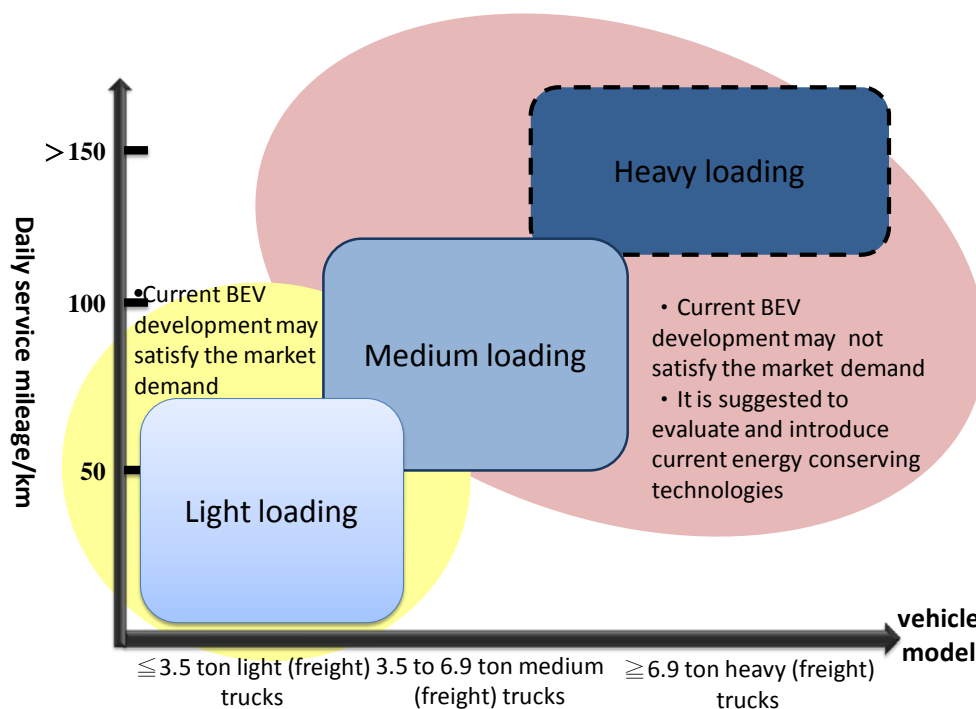 Daily service mileage/km
＞150
100
50
Heavy loading
Medium loading
Light loading
•Current BEV
development may
satisfy the market
demand
・Current BEV
development may not
satisfy the market demand
・It is suggested to
evaluate and introduce
current energy conserving
technologies
≦3.5 ton light (freight)
trucks
3.5 to 6.9 ton medium
(freight) trucks
≧6.9 ton heavy (freight)
trucks
vehicle
model